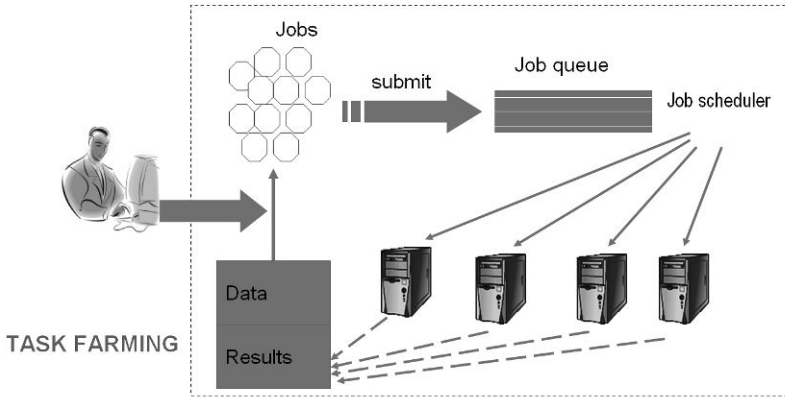 Jobs
submit
Job queue
Job scheduler
Data
Results
TASK FARMING